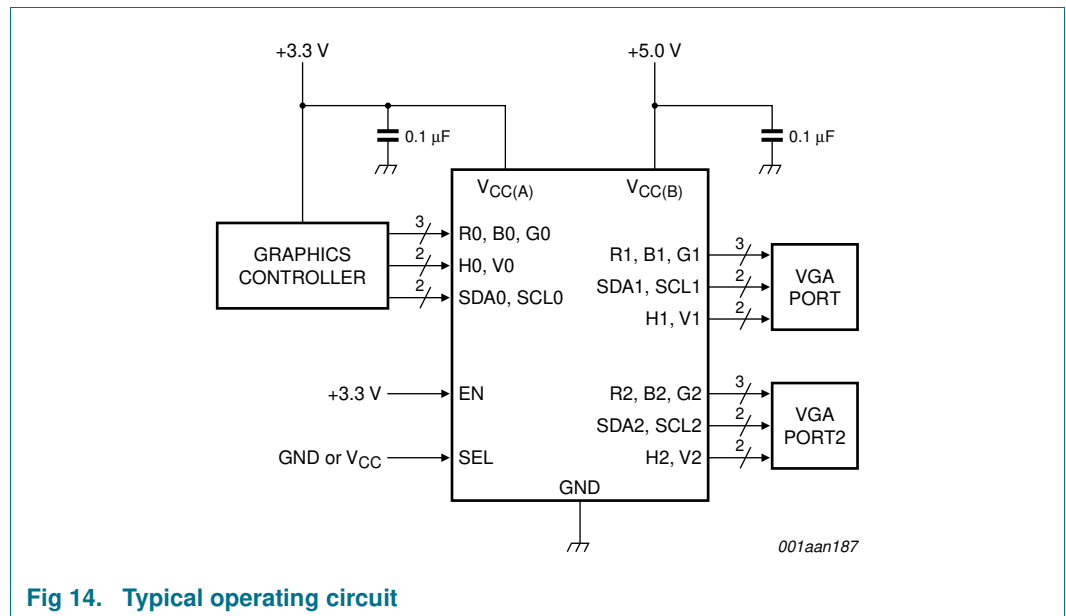 +3.3 V
+5.0 V
0.1 μF
0.1 μF
VCC(A)
VCC(B)
GRAPHICS
CONTROLLER
3
R0, B0, G0
2
H0, V0
2
SDA0, SCL0
R1, B1, G1
3
SDA1, SCL1
2
H1, V1
2
VGA
PORT
+3.3 V
EN
GND or VCC
SEL
R2, B2, G2
3
SDA2, SCL2
2
H2, V2
2
VGA
PORT2
GND
001aan187
Fig 14. Typical operating circuit